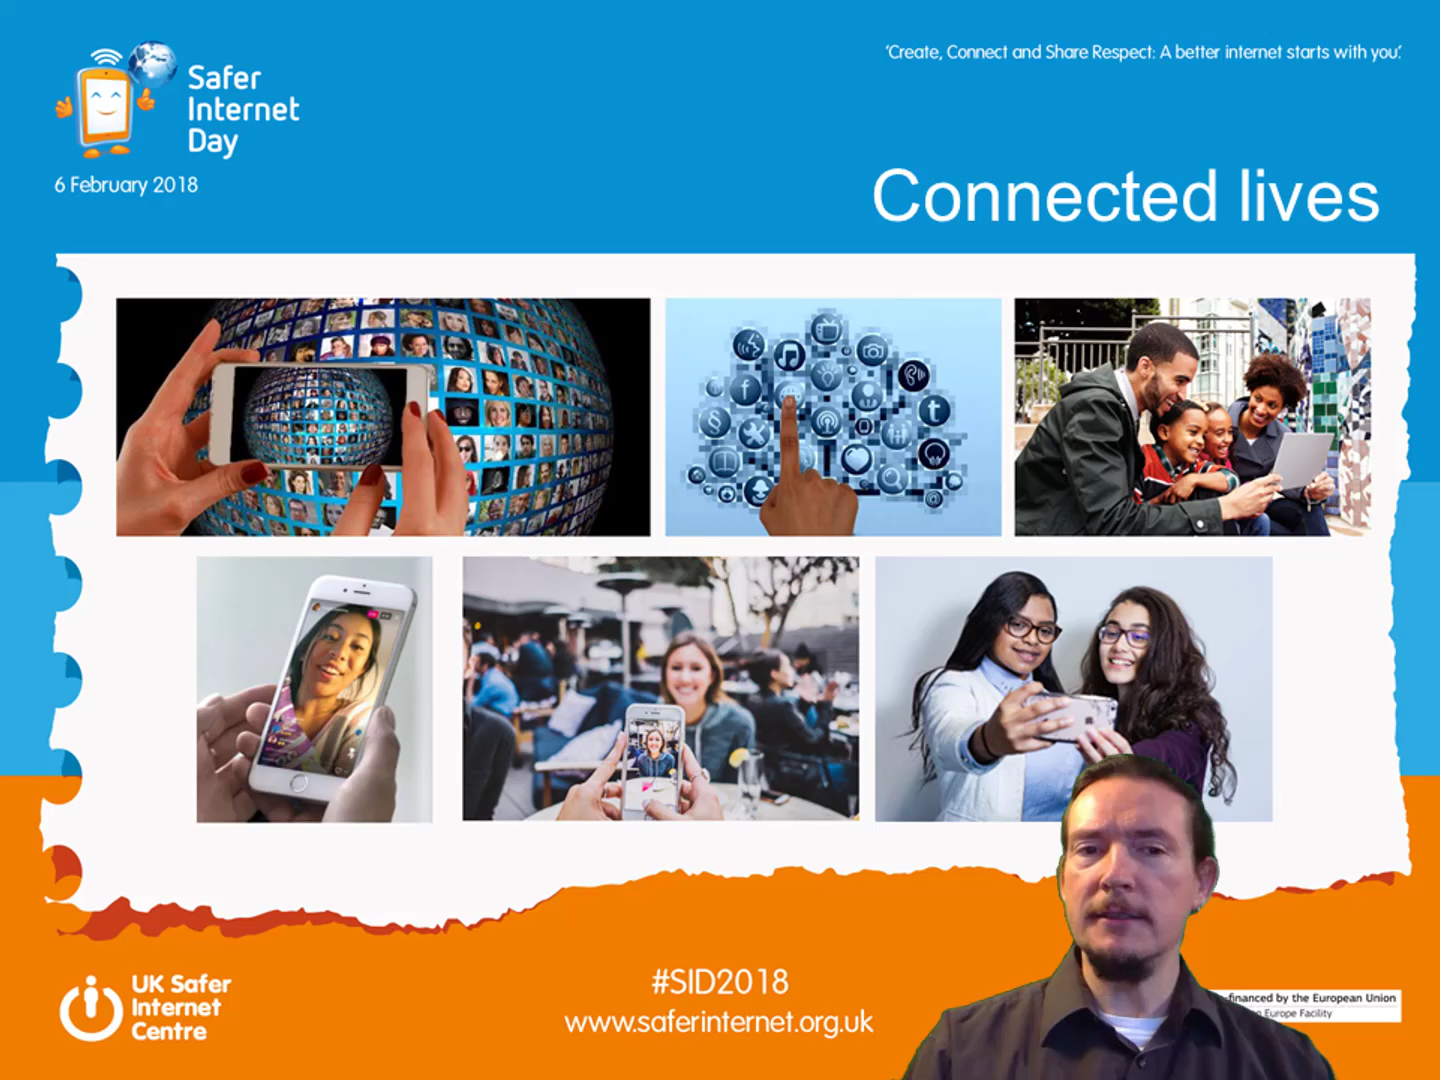 'Create, Connect and Share Respect: A better internet starts with you.'
Safer
Internet
Day
6 February 2018
Connected lives
UK Safer
Internet
Centre
#SID2018
www.saferinternet.org.uk
financed by the European Union
Europe Facility